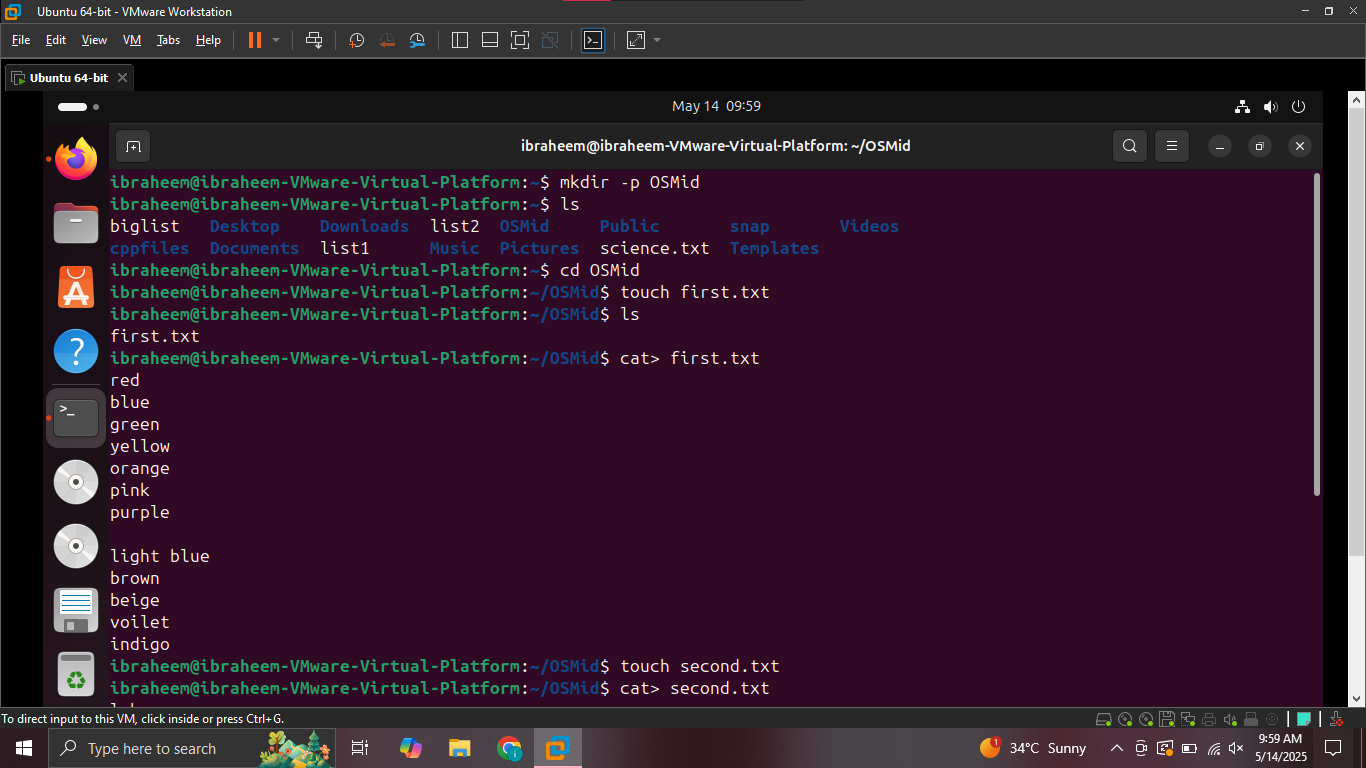 Ubuntu 64-bit - VMware Workstation
File Edit View VM Tabs Help
Ubuntu 64-bit
May 14 09:59
ibraheem@ibraheem-VMware-Virtual-Platform: ~/OSMid
ibraheem@ibraheem-VMware-Virtual-Platform:~$ mkdir -p OSMid
ibraheem@ibraheem-VMware-Virtual-Platform:~$ ls
biglist Desktop Downloads list2 OSMid Public snap Videos
cppfiles Documents list1 Music Pictures science.txt Templates
ibraheem@ibraheem-VMware-Virtual-Platform:~$ cd OSMid
ibraheem@ibraheem-VMware-Virtual-Platform:~/OSMid$ touch first.txt
ibraheem@ibraheem-VMware-Virtual-Platform:~/OSMid$ ls
first.txt
ibraheem@ibraheem-VMware-Virtual-Platform:~/OSMid$ cat> first.txt
red
blue
green
yellow
orange
pink
purple
light blue
brown
beige
voilet
indigo
ibraheem@ibraheem-VMware-Virtual-Platform:~/OSMid$ touch second.txt
ibraheem@ibraheem-VMware-Virtual-Platform:~/OSMid$ cat> second.txt
To direct input to this VM, click inside or press Ctrl+G.
Type here to search
1
34°C Sunny
9:59 AM
5/14/2025